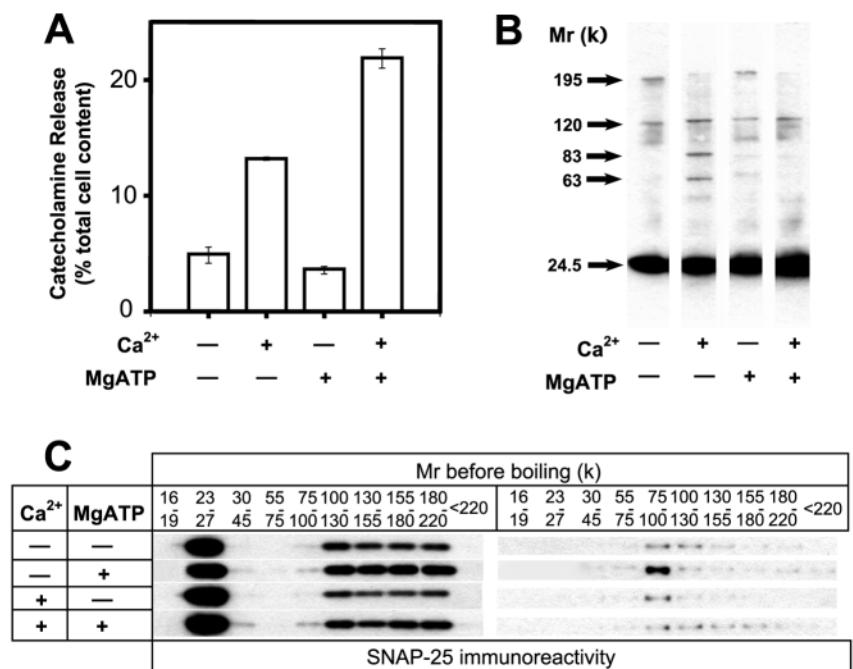 A
Catecholamine Release
(% total cell content)
20
10
0
Ca²⁺ — + — +
MgATP — — + +
B
Mr (k)
195
120
83
63
24.5
Ca²⁺ — + — +
MgATP — — + +
C
Mr before boiling (k)
Ca²⁺ MgATP
16 23 30 55 75 100 130 155 180 <220 16 23 30 55 75 100 130 155 180 <220
19 27 45 75 100 130 155 180 220 19 27 45 75 100 130 155 180 220
— —
— +
+ —
+ +
SNAP-25 immunoreactivity